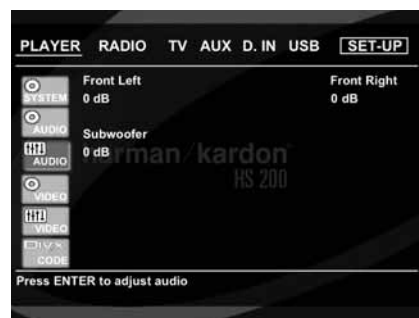 PLAYER RADIO TV AUX D. IN USB SET-UP
SYSTEM
AUDIO
AUDIO
VIDEO
VIDEO
DIVX
CODE
Front Left
0 dB
Front Right
0 dB
Subwoofer
0 dB
harman/kardon
HS 200
Press ENTER to adjust audio